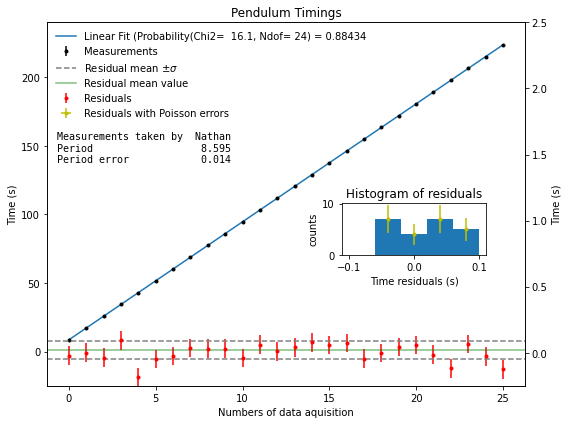 Pendulum Timings
Linear Fit (Probability(Chi2=  16.1, Ndof= 24) = 0.88434
Measurements
Residual mean ±σ
Residual mean value
Residuals
Residuals with Poisson errors
Measurements taken by  Nathan
Period                  8.595
Period error            0.014
Time (s)
200
150
100
50
0
2.5
2.0
1.5
1.0
0.5
0.0
Time (s)
Histogram of residuals
counts
10
0
-0.1 0.0 0.1
Time residuals (s)
0 5 10 15 20 25
Numbers of data aquisition